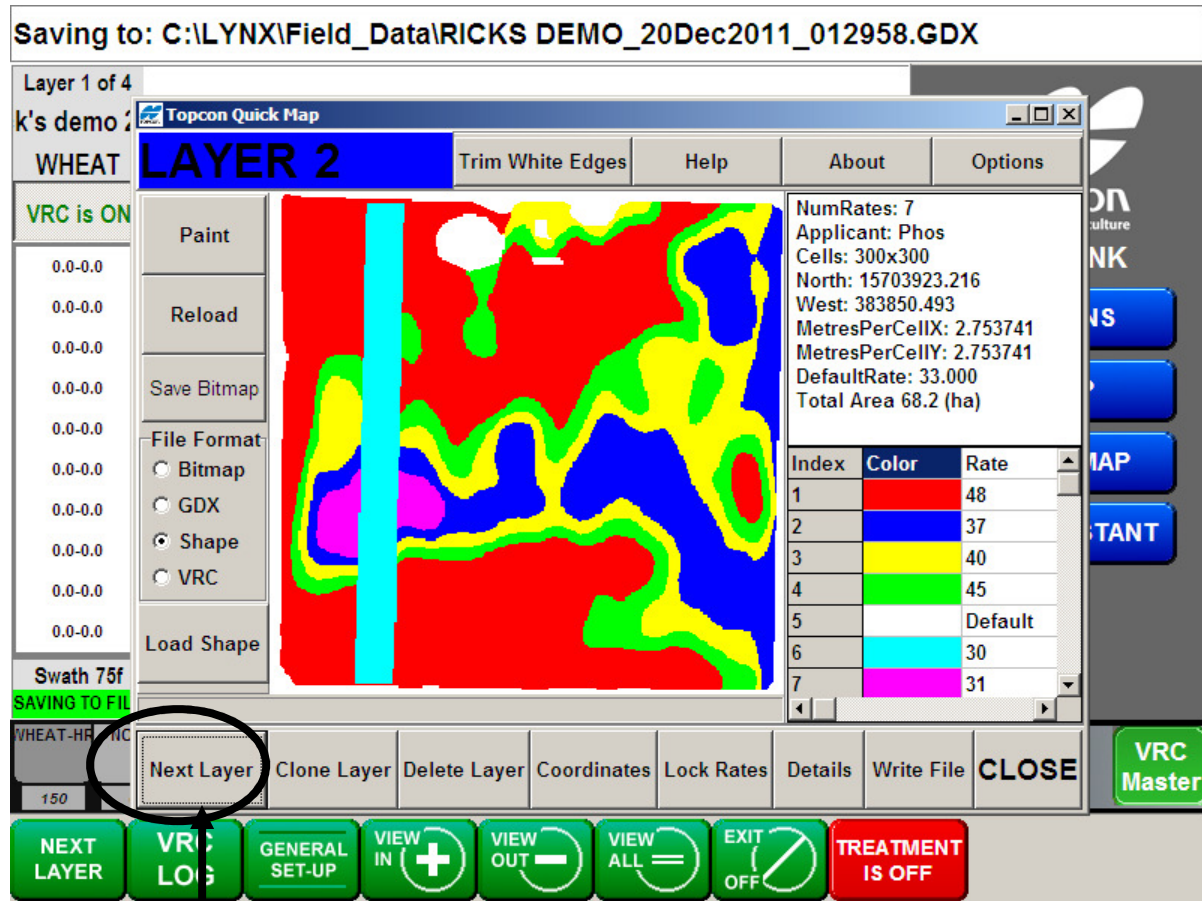 Saving to: C:\LYNX\Field_Data\RICKS DEMO_20Dec2011_012958.GDX
Layer 1 of 4
k's demo
WHEAT
VRC is ON
0.0-0.0
0.0-0.0
0.0-0.0
0.0-0.0
0.0-0.0
0.0-0.0
0.0-0.0
0.0-0.0
0.0-0.0
0.0-0.0
Swath 75f
SAVING TO FIL
WHEAT-HR
150
Topcon Quick Map
LAYER 2
Trim White Edges
Help
About
Options
Paint
Reload
Save Bitmap
File Format
Bitmap
GDX
Shape
VRC
Load Shape
NumRates: 7
Applicant: Phos
Cells: 300x300
North: 15703923.216
West: 383850.493
MetresPerCellX: 2.753741
MetresPerCellY: 2.753741
DefaultRate: 33.000
Total Area 68.2 (ha)
Index Color Rate
1 48
2 37
3 40
4 45
5 Default
6 30
7 31
Next Layer
Clone Layer
Delete Layer
Coordinates
Lock Rates
Details
Write File
CLOSE
on
culture
NK
NS
MAP
STANT
VRC
Master
NEXT
LAYER
VRC
LOG
GENERAL
SET-UP
VIEW
IN
VIEW
OUT
VIEW
ALL
EXIT
OFF
TREATMENT
IS OFF